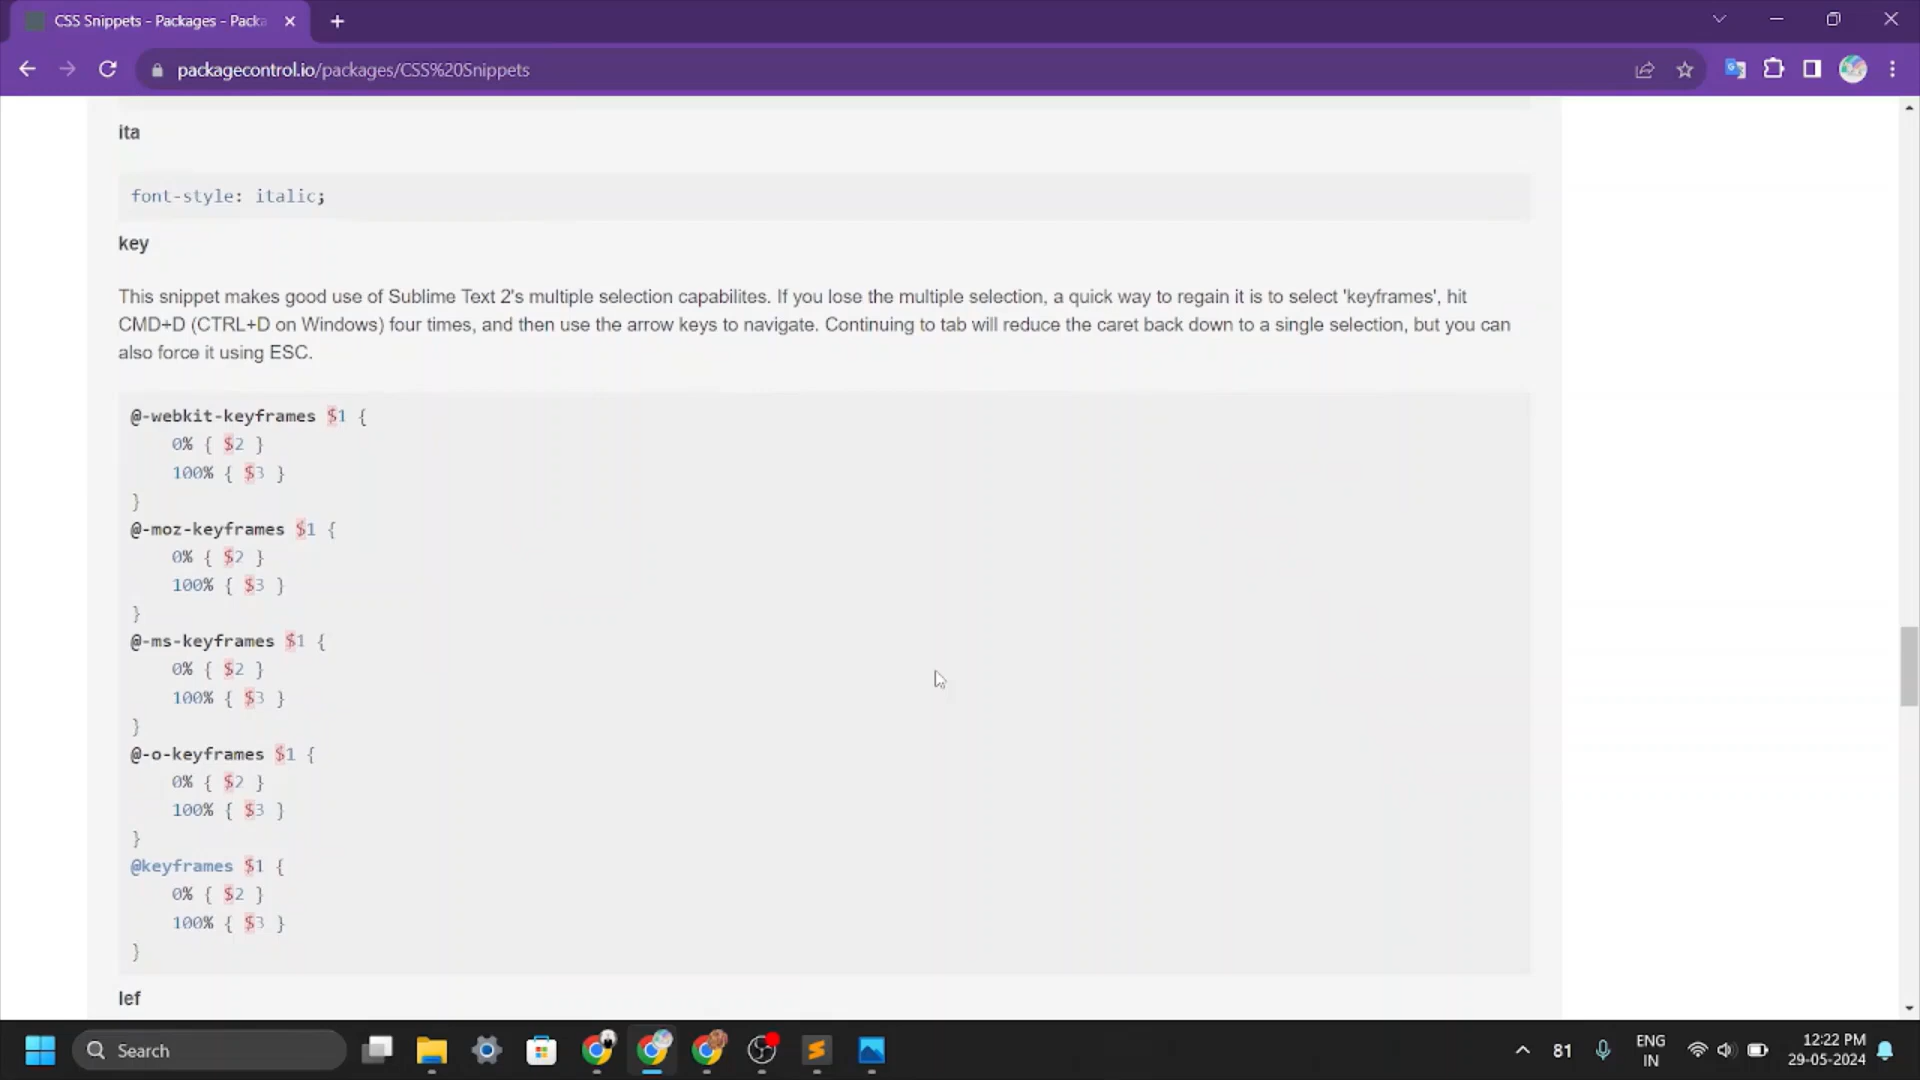 CSS Snippets - Packages - Packa
packagecontrol.io/packages/CSS%20Snippets
ita
font-style: italic;
key
This snippet makes good use of Sublime Text 2's multiple selection capabilites. If you lose the multiple selection, a quick way to regain it is to select 'keyframes', hit
CMD+D (CTRL+D on Windows) four times, and then use the arrow keys to navigate. Continuing to tab will reduce the caret back down to a single selection, but you can
also force it using ESC.
@-webkit-keyframes $1 {
0% { $2 }
100% { $3 }
}
@-moz-keyframes $1 {
0% { $2 }
100% { $3 }
}
@-ms-keyframes $1 {
0% { $2 }
100% { $3 }
}
@-o-keyframes $1 {
0% { $2 }
100% { $3 }
}
@keyframes $1 {
0% { $2 }
100% { $3 }
}
lef
Search
81
ENG
IN
12:22 PM
29-05-2024